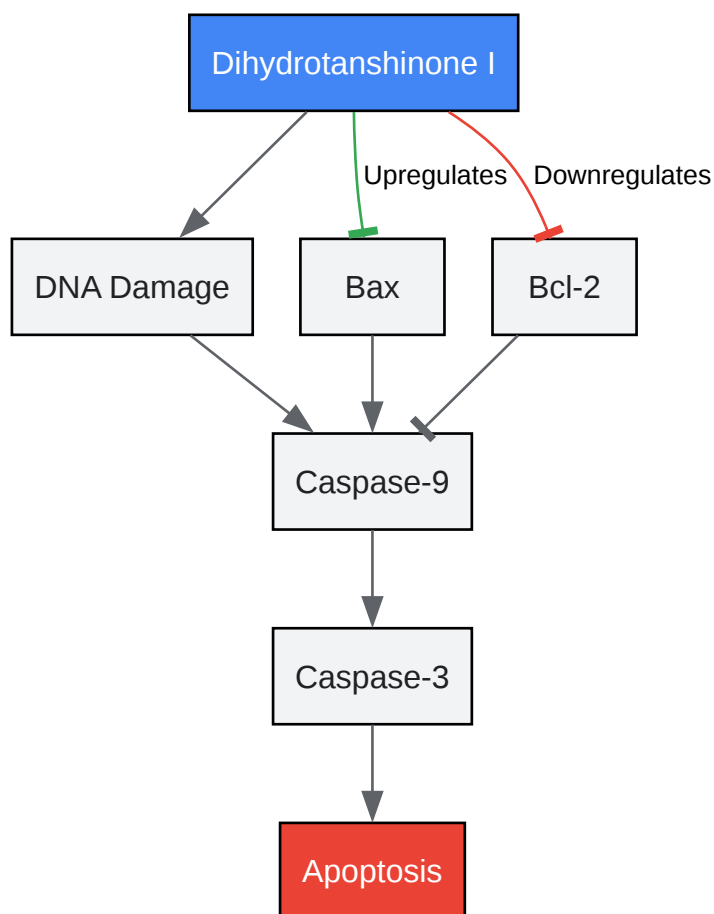 Dihydrotanshinone I
Upregulates
Downregulates
DNA Damage
Bax
Bcl-2
Caspase-9
Caspase-3
Apoptosis